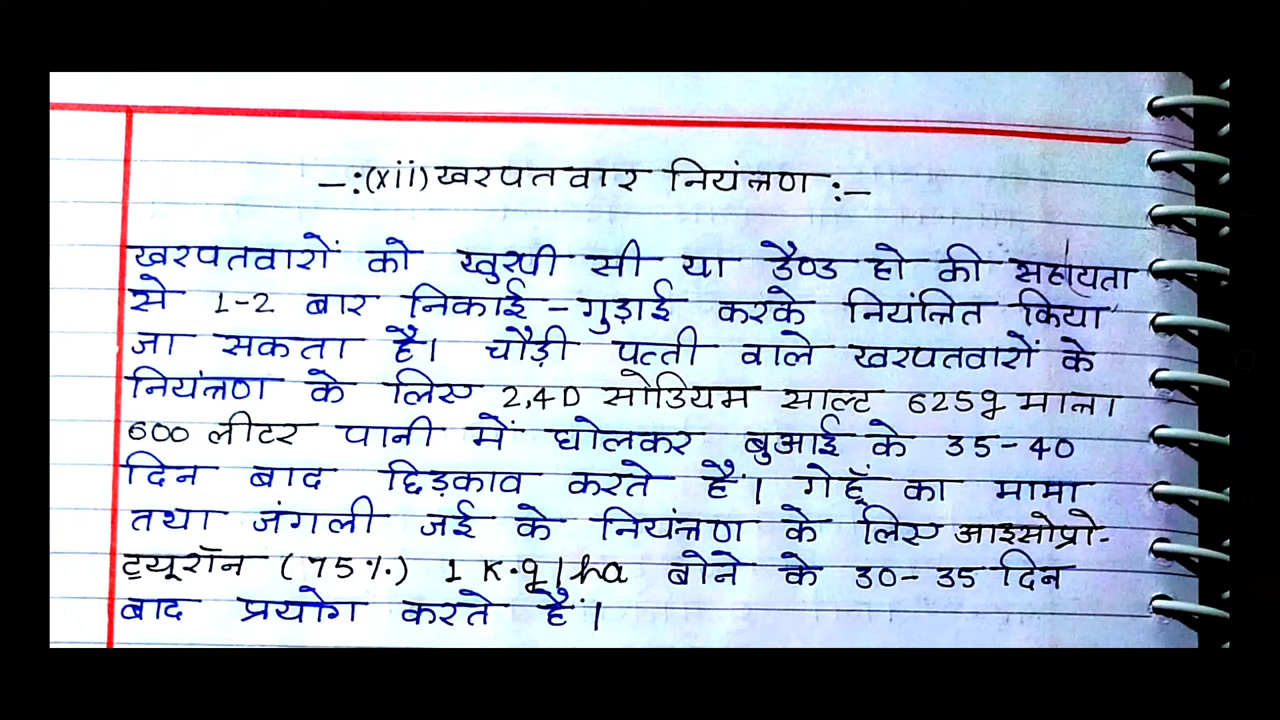 -:(xii) खरपतवार नियंत्रण :-
खरपतवारों को खुरपी सी या हैण्ड हो की सहायता
से 1-2 बार निकाई - गुड़ाई करके नियंत्रित किया
जा सकता है। चौड़ी पत्ती वाले खरपतवारों के
नियंत्रण के लिए 2,4D सोडियम साल्ट 625g मात्रा
600 लीटर पानी में घोलकर बुआई के 35-40
दिन बाद छिड़काव करते हैं। गेहूँ का मामा
तथा जंगली जई के नियंत्रण के लिए आइसोप्रो-
ट्यूरॉन (75%) 1 K.g/ha बोने के 30-35 दिन
बाद प्रयोग करते हैं।